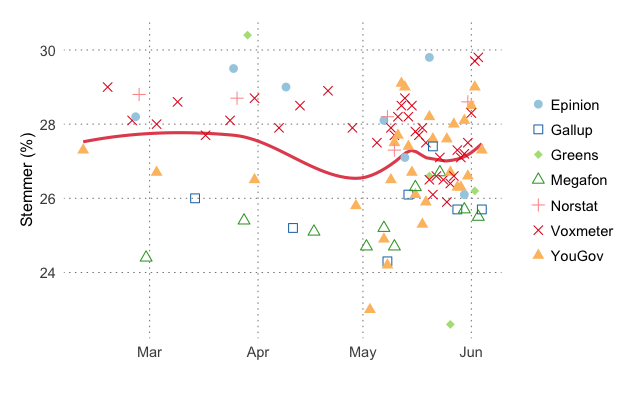 30
28
26
24
Stemmer (%)
Mar Apr May Jun
Epinion
Gallup
Greens
Megafon
Norstat
Voxmeter
YouGov